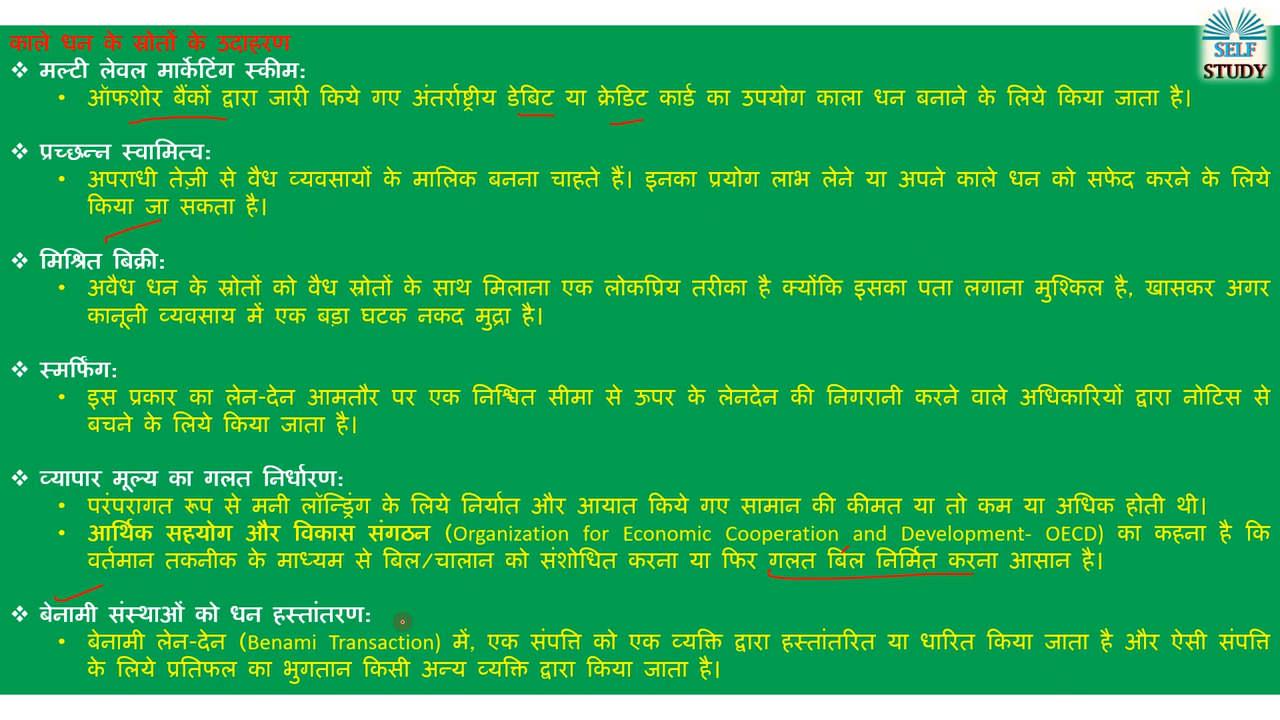 काले धन के स्रोतों के उदाहरण
SELF
STUDY
❖ मल्टी लेवल मार्केटिंग स्कीम:
• ऑफशोर बैंकों द्वारा जारी किये गए अंतर्राष्ट्रीय डेबिट या क्रेडिट कार्ड का उपयोग काला धन बनाने के लिये किया जाता है।
❖ प्रच्छन्न स्वामित्व:
• अपराधी तेज़ी से वैध व्यवसायों के मालिक बनना चाहते हैं। इनका प्रयोग लाभ लेने या अपने काले धन को सफेद करने के लिये
किया जा सकता है।
❖ मिश्रित बिक्री:
• अवैध धन के स्रोतों को वैध स्रोतों के साथ मिलाना एक लोकप्रिय तरीका है क्योंकि इसका पता लगाना मुश्किल है, खासकर अगर
कानूनी व्यवसाय में एक बड़ा घटक नकद मुद्रा है।
❖ स्मर्फिंग:
• इस प्रकार का लेन-देन आमतौर पर एक निश्चित सीमा से ऊपर के लेनदेन की निगरानी करने वाले अधिकारियों द्वारा नोटिस से
बचने के लिये किया जाता है।
❖ व्यापार मूल्य का गलत निर्धारण:
• परंपरागत रूप से मनी लॉन्ड्रिंग के लिये निर्यात और आयात किये गए सामान की कीमत या तो कम या अधिक होती थी।
• आर्थिक सहयोग और विकास संगठन (Organization for Economic Cooperation and Development- OECD) का कहना है कि
वर्तमान तकनीक के माध्यम से बिल/चालान को संशोधित करना या फिर गलत बिल निर्मित करना आसान है।
❖ बेनामी संस्थाओं को धन हस्तांतरण:
• बेनामी लेन-देन (Benami Transaction) में, एक संपत्ति को एक व्यक्ति द्वारा हस्तांतरित या धारित किया जाता है और ऐसी संपत्ति
के लिये प्रतिफल का भुगतान किसी अन्य व्यक्ति द्वारा किया जाता है।